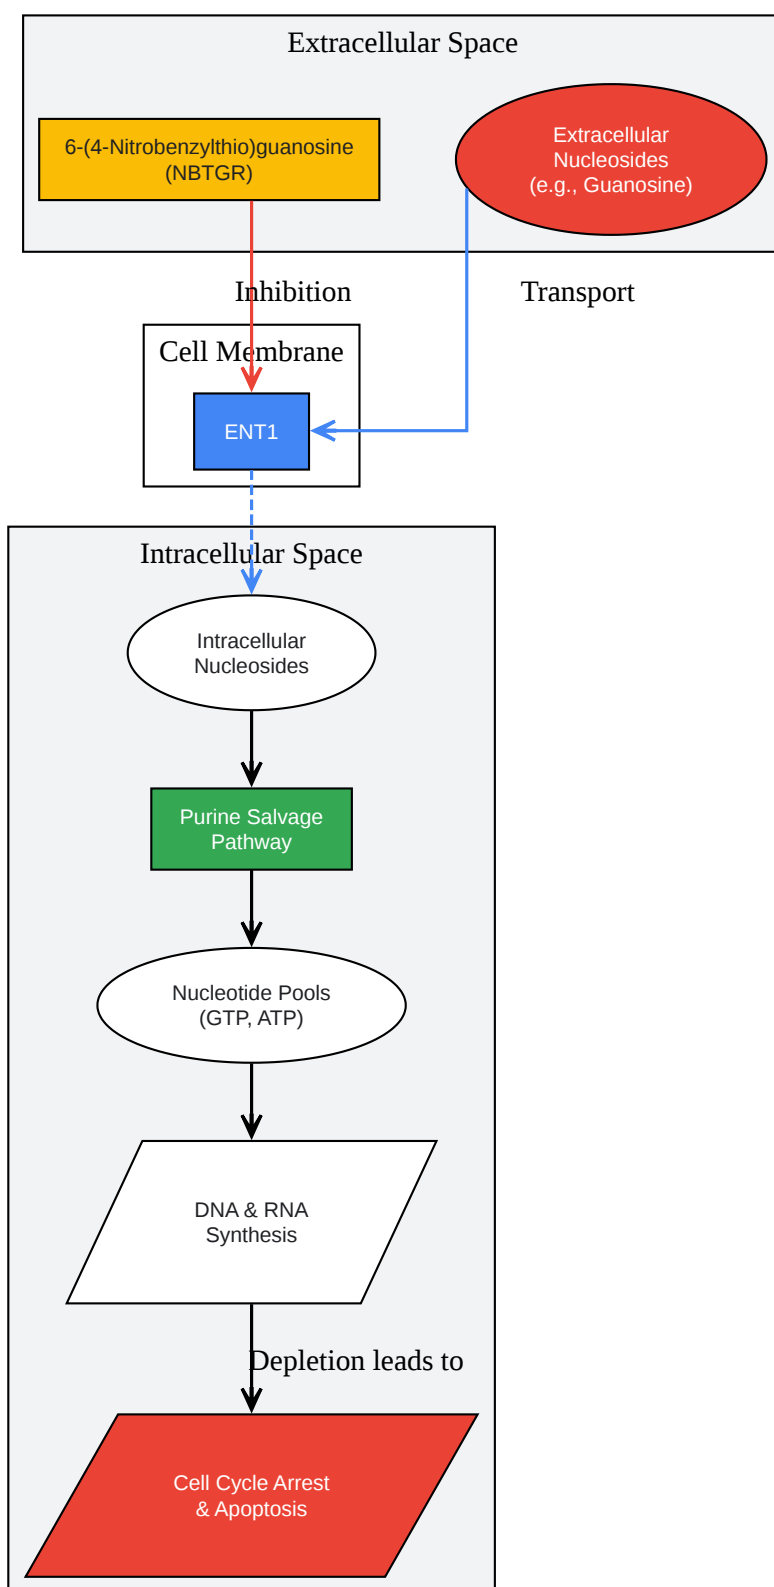 Extracellular Space
6-(4-Nitrobenzylthio)guanosine
(NBTGR)
Extracellular
Nucleosides
(e.g., Guanosine)
Inhibition
Transport
Cell Membrane
ENT1
Intracellular Space
Intracellular
Nucleosides
Purine Salvage
Pathway
Nucleotide Pools
(GTP, ATP)
DNA & RNA
Synthesis
Depletion leads to
Cell Cycle Arrest
& Apoptosis